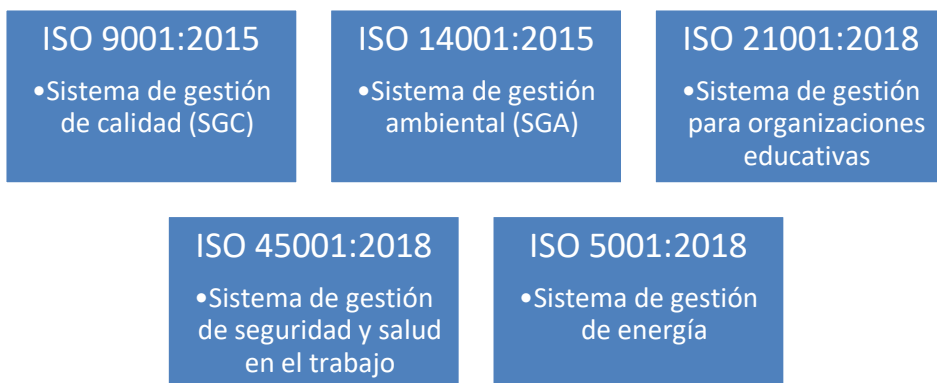 ISO 9001:2015
•Sistema de gestión
de calidad (SGC)
ISO 14001:2015
•Sistema de gestión
ambiental (SGA)
ISO 21001:2018
•Sistema de gestión
para organizaciones
educativas
ISO 45001:2018
•Sistema de gestión
de seguridad y salud
en el trabajo
ISO 5001:2018
•Sistema de gestión
de energía